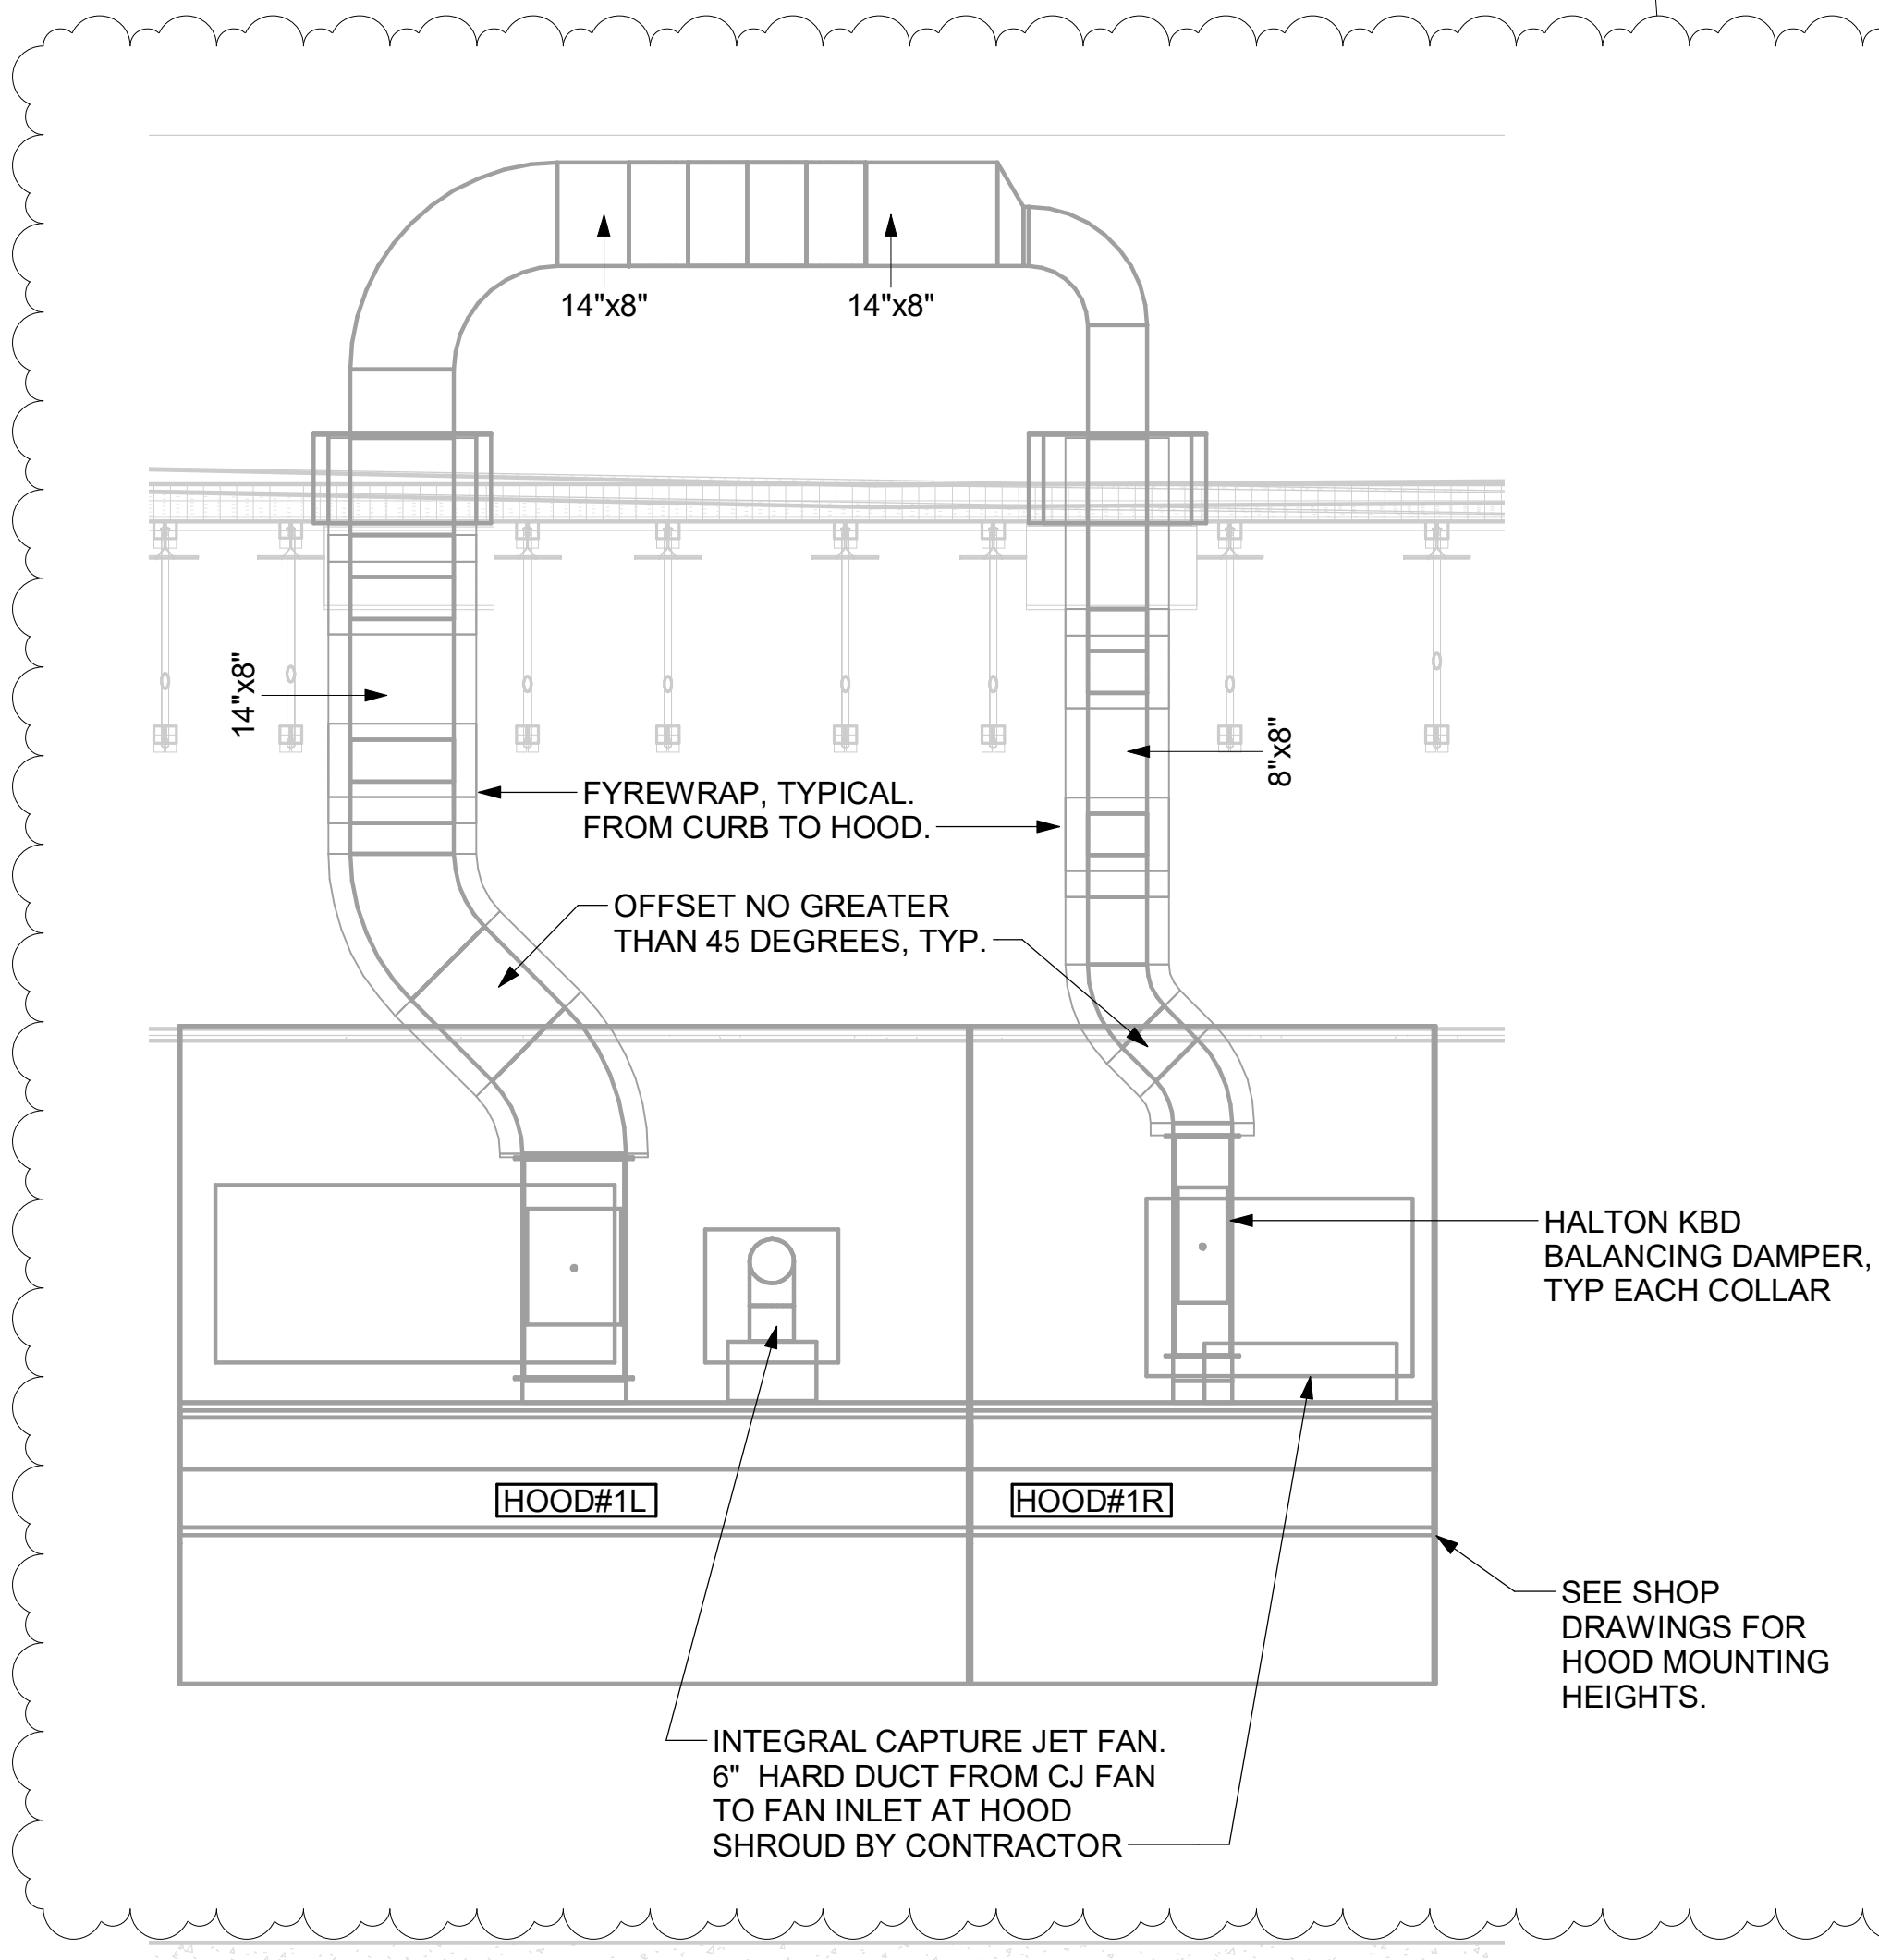 14"x8"
14"x8"
14"x8"
8"x8"
FYREWRAP, TYPICAL.
FROM CURB TO HOOD.
OFFSET NO GREATER
THAN 45 DEGREES, TYP.
HALTON KBD
BALANCING DAMPER,
TYP EACH COLLAR
HOOD#1L
HOOD#1R
SEE SHOP
DRAWINGS FOR
HOOD MOUNTING
HEIGHTS.
INTEGRAL CAPTURE JET FAN.
6" HARD DUCT FROM CJ FAN
TO FAN INLET AT HOOD
SHROUD BY CONTRACTOR